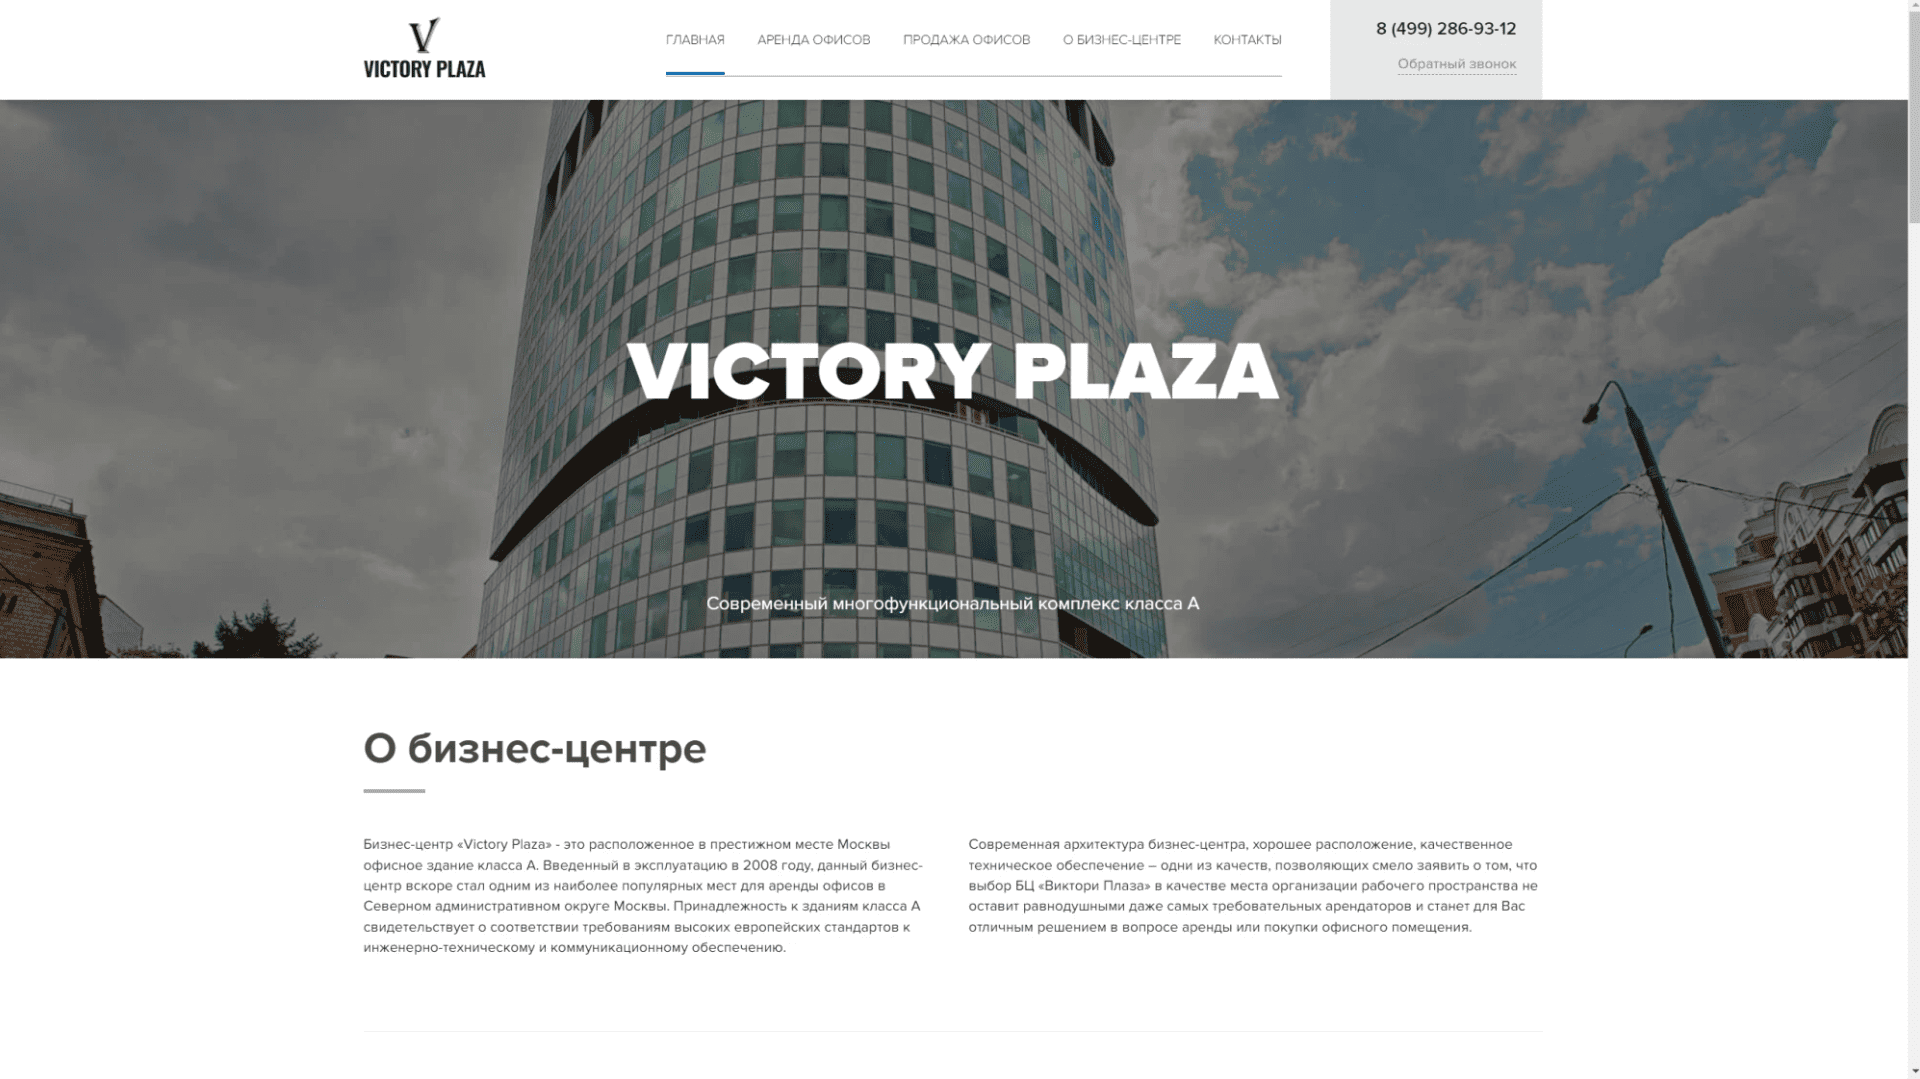 V
VICTORY PLAZA
ГЛАВНАЯ
АРЕНДА ОФИСОВ
ПРОДАЖА ОФИСОВ
О БИЗНЕС-ЦЕНТРЕ
КОНТАКТЫ
8 (499) 286-93-12
Обратный звонок
VICTORY PLAZA
Современный многофункциональный комплекс класса А
О бизнес-центре
Бизнес-центр «Victory Plaza» - это расположенное в престижном месте Москвы
офисное здание класса А. Введенный в эксплуатацию в 2008 году, данный бизнес-
центр вскоре стал одним из наиболее популярных мест для аренды офисов в
Северном административном округе Москвы. Принадлежность к зданиям класса А
свидетельствует о соответствии требованиям высоких европейских стандартов к
инженерно-техническому и коммуникационному обеспечению.
Современная архитектура бизнес-центра, хорошее расположение, качественное
техническое обеспечение – одни из качеств, позволяющих смело заявить о том, что
выбор БЦ «Виктори Плаза» в качестве места организации рабочего пространства не
оставит равнодушными даже самых требовательных арендаторов и станет для Вас
отличным решением в вопросе аренды или покупки офисного помещения.